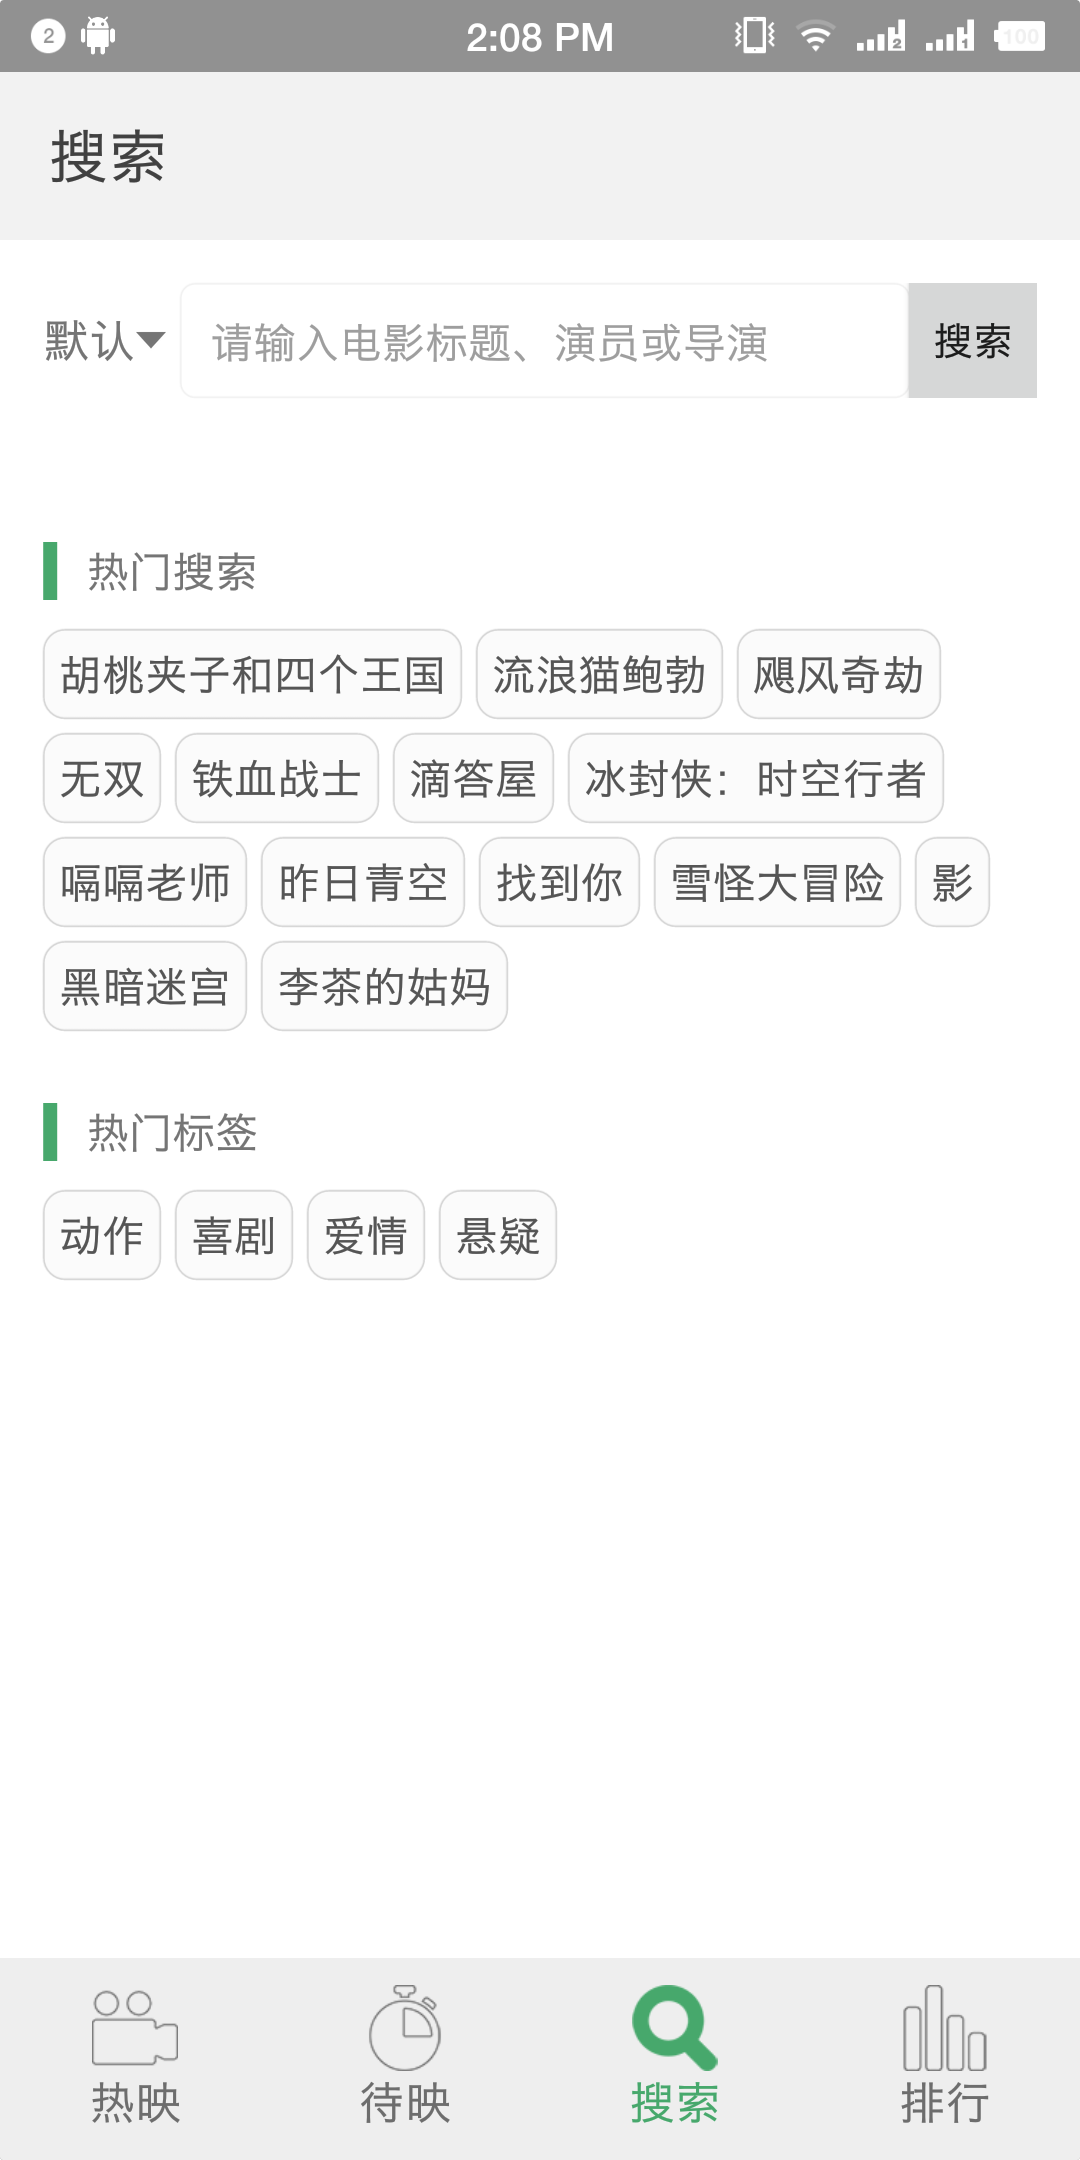 2 2:08 PM 2 1 100
搜索
默认 请输入电影标题、演员或导演 搜索
热门搜索
胡桃夹子和四个王国 流浪猫鲍勃 飓风奇劫
无双 铁血战士 滴答屋 冰封侠：时空行者
嗝嗝老师 昨日青空 找到你 雪怪大冒险 影
黑暗迷宫 李茶的姑妈
热门标签
动作 喜剧 爱情 悬疑
热映 待映 搜索 排行